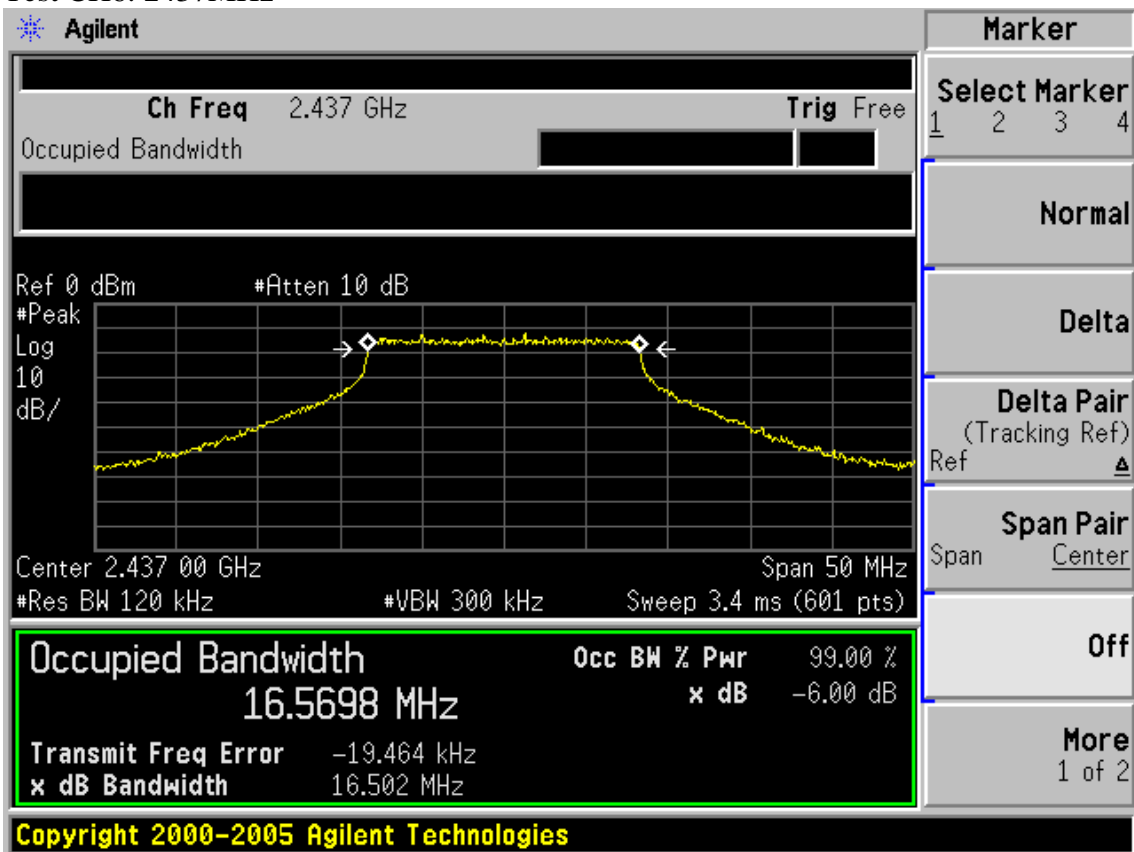 Agilent
Marker
Ch Freq 2.437 GHz Trig Free
Occupied Bandwidth
Select Marker
1 2 3 4
Normal
Delta
Delta Pair
(Tracking Ref)
Ref Δ
Span Pair
Span Center
Off
More
1 of 2
Ref 0 dBm #Atten 10 dB
#Peak
Log
10
dB/
Center 2.437 00 GHz Span 50 MHz
#Res BW 120 kHz #VBW 300 kHz Sweep 3.4 ms (601 pts)
Occupied Bandwidth Occ BW % Pwr 99.00 %
16.5698 MHz x dB -6.00 dB
Transmit Freq Error -19.464 kHz
x dB Bandwidth 16.502 MHz
Copyright 2000-2005 Agilent Technologies